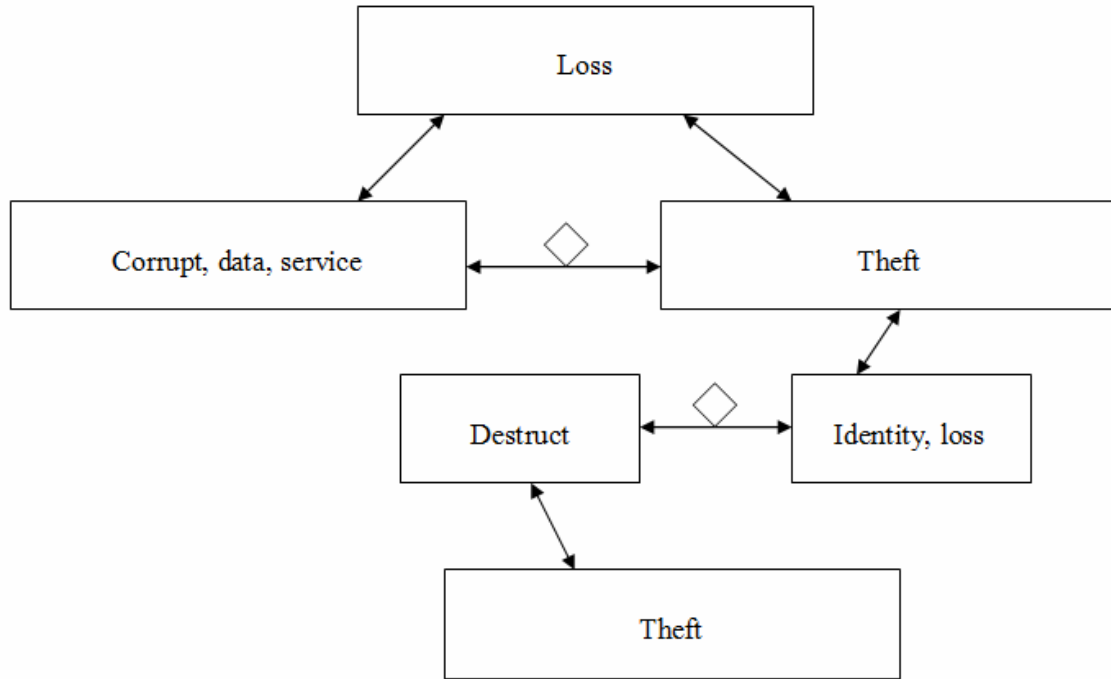 Loss
Corrupt, data, service
Theft
Destruct
Identity, loss
Theft